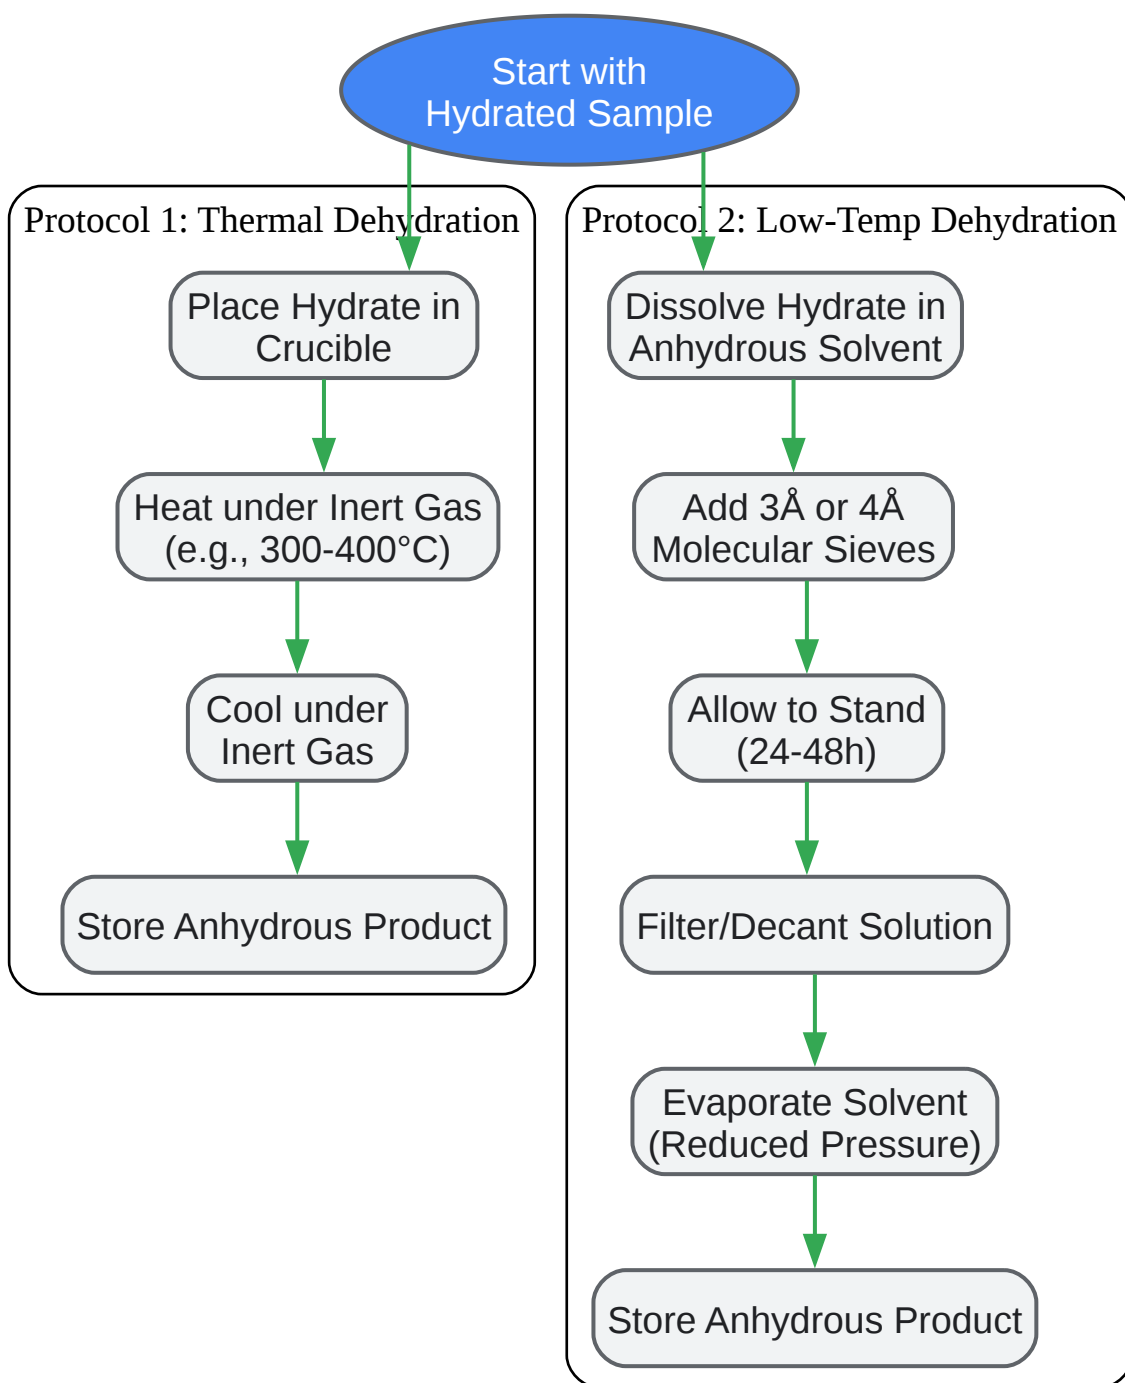 Start with
Hydrated Sample
Protocol 1: Thermal Dehydration
Place Hydrate in
Crucible
Heat under Inert Gas
(e.g., 300-400°C)
Cool under
Inert Gas
Store Anhydrous Product
Protocol 2: Low-Temp Dehydration
Dissolve Hydrate in
Anhydrous Solvent
Add 3Å or 4Å
Molecular Sieves
Allow to Stand
(24-48h)
Filter/Decant Solution
Evaporate Solvent
(Reduced Pressure)
Store Anhydrous Product